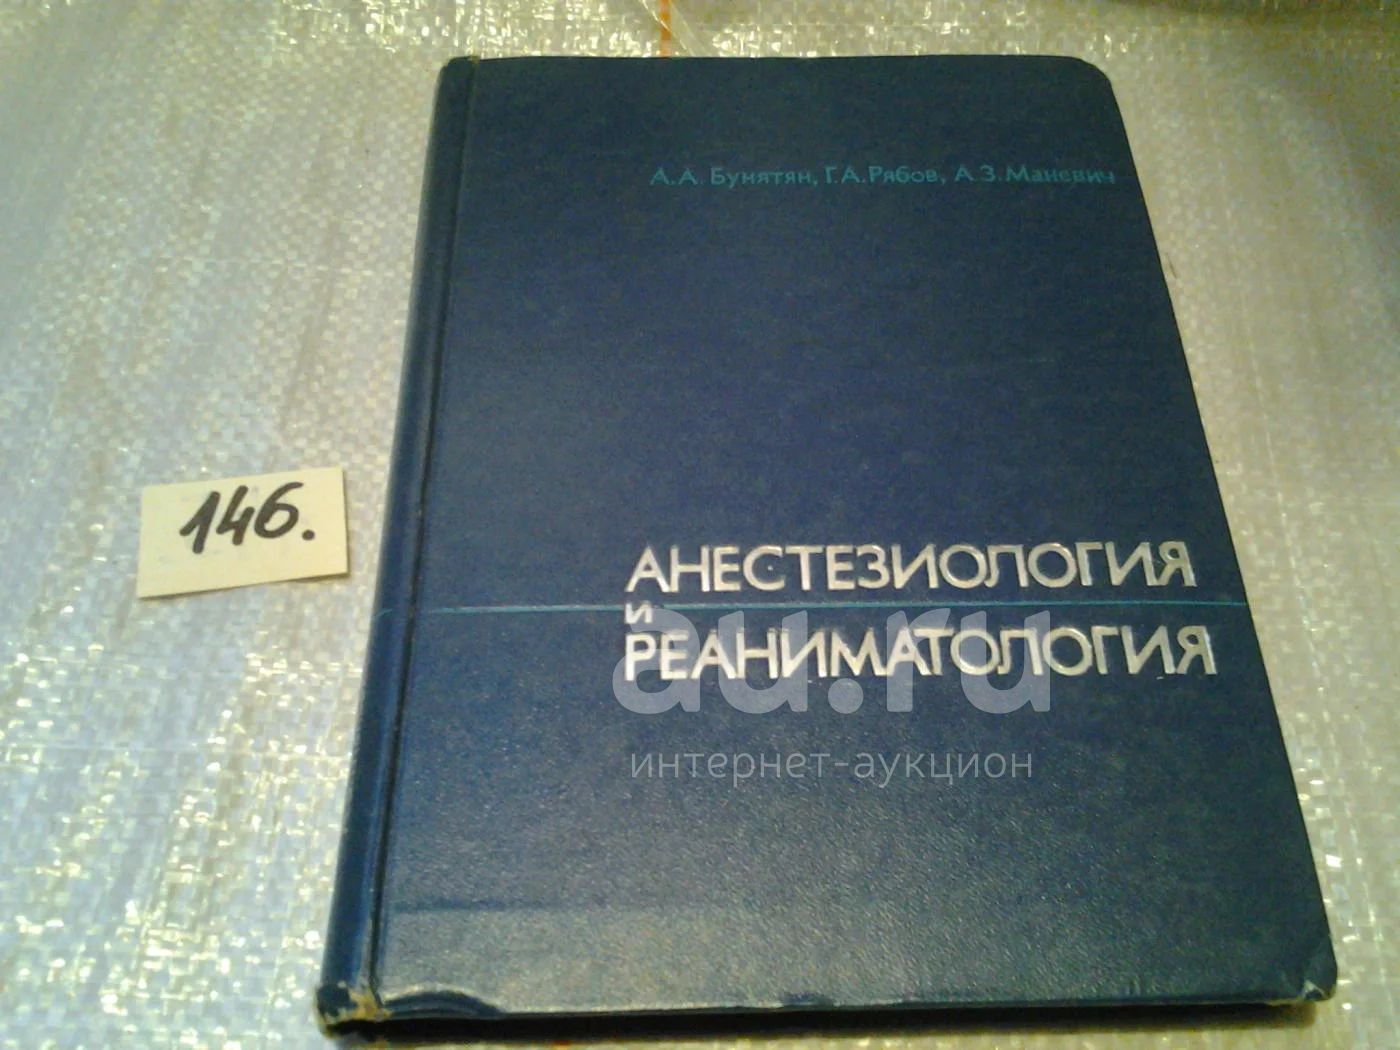 А.А. Бунятян, Г.А. Рябов, А.З. Маневич
146.
АНЕСТЕЗИОЛОГИЯ
и
РЕАНИМАТОЛОГИЯ
au.ru
интернет-аукцион